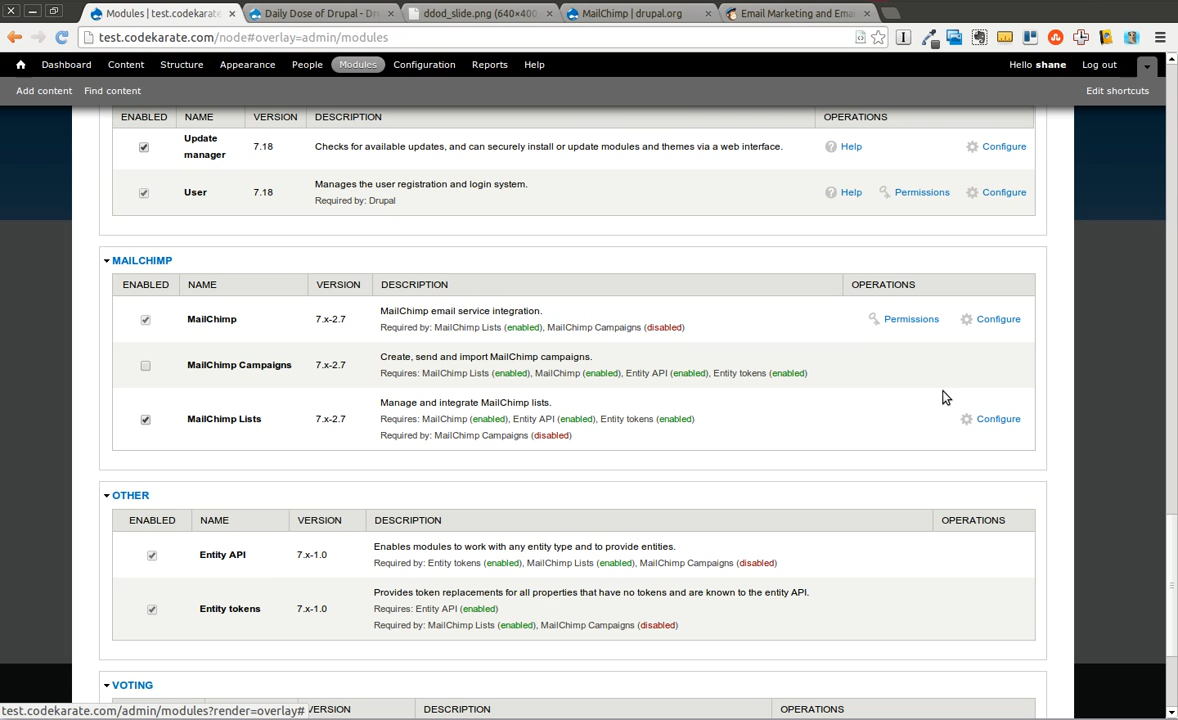 Modules | test.codekarate
Daily Dose of Drupal - Dr
ddod_slide.png (640×400
MailChimp | drupal.org
Email Marketing and Ema
test.codekarate.com/node#overlay=admin/modules
Dashboard Content Structure Appearance People Modules Configuration Reports Help Hello shane Log out
Add content Find content Edit shortcuts
ENABLED NAME VERSION DESCRIPTION OPERATIONS
Update manager 7.18 Checks for available updates, and can securely install or update modules and themes via a web interface. Help Configure
User 7.18 Manages the user registration and login system. Help Permissions Configure
Required by: Drupal
MAILCHIMP
ENABLED NAME VERSION DESCRIPTION OPERATIONS
MailChimp 7.x-2.7 MailChimp email service integration. Permissions Configure
Required by: MailChimp Lists (enabled), MailChimp Campaigns (disabled)
MailChimp Campaigns 7.x-2.7 Create, send and import MailChimp campaigns.
Requires: MailChimp Lists (enabled), MailChimp (enabled), Entity API (enabled), Entity tokens (enabled)
MailChimp Lists 7.x-2.7 Manage and integrate MailChimp lists. Configure
Requires: MailChimp (enabled), Entity API (enabled), Entity tokens (enabled)
Required by: MailChimp Campaigns (disabled)
OTHER
ENABLED NAME VERSION DESCRIPTION OPERATIONS
Entity API 7.x-1.0 Enables modules to work with any entity type and to provide entities.
Required by: Entity tokens (enabled), MailChimp Lists (enabled), MailChimp Campaigns (disabled)
Entity tokens 7.x-1.0 Provides token replacements for all properties that have no tokens and are known to the entity API.
Requires: Entity API (enabled)
Required by: MailChimp Lists (enabled), MailChimp Campaigns (disabled)
VOTING
VERSION DESCRIPTION OPERATIONS
test.codekarate.com/admin/modules?render=overlay#